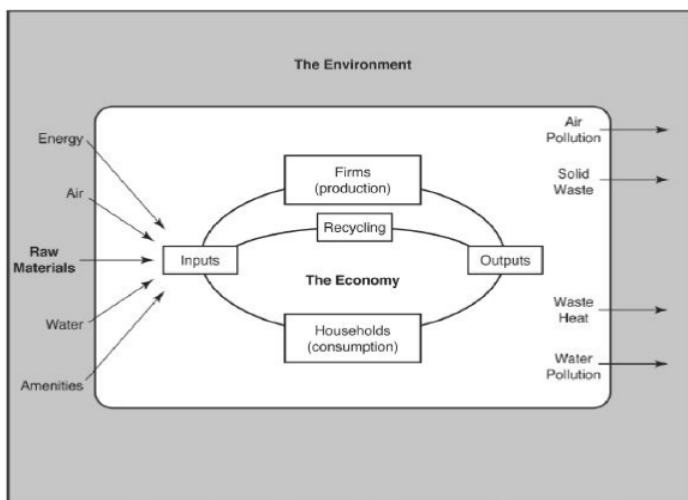 The Environment
Energy
Air
Raw
Materials
Water
Amenities
Inputs
Firms
(production)
Recycling
The Economy
Households
(consumption)
Outputs
Air
Pollution
Solid
Waste
Waste
Heat
Water
Pollution